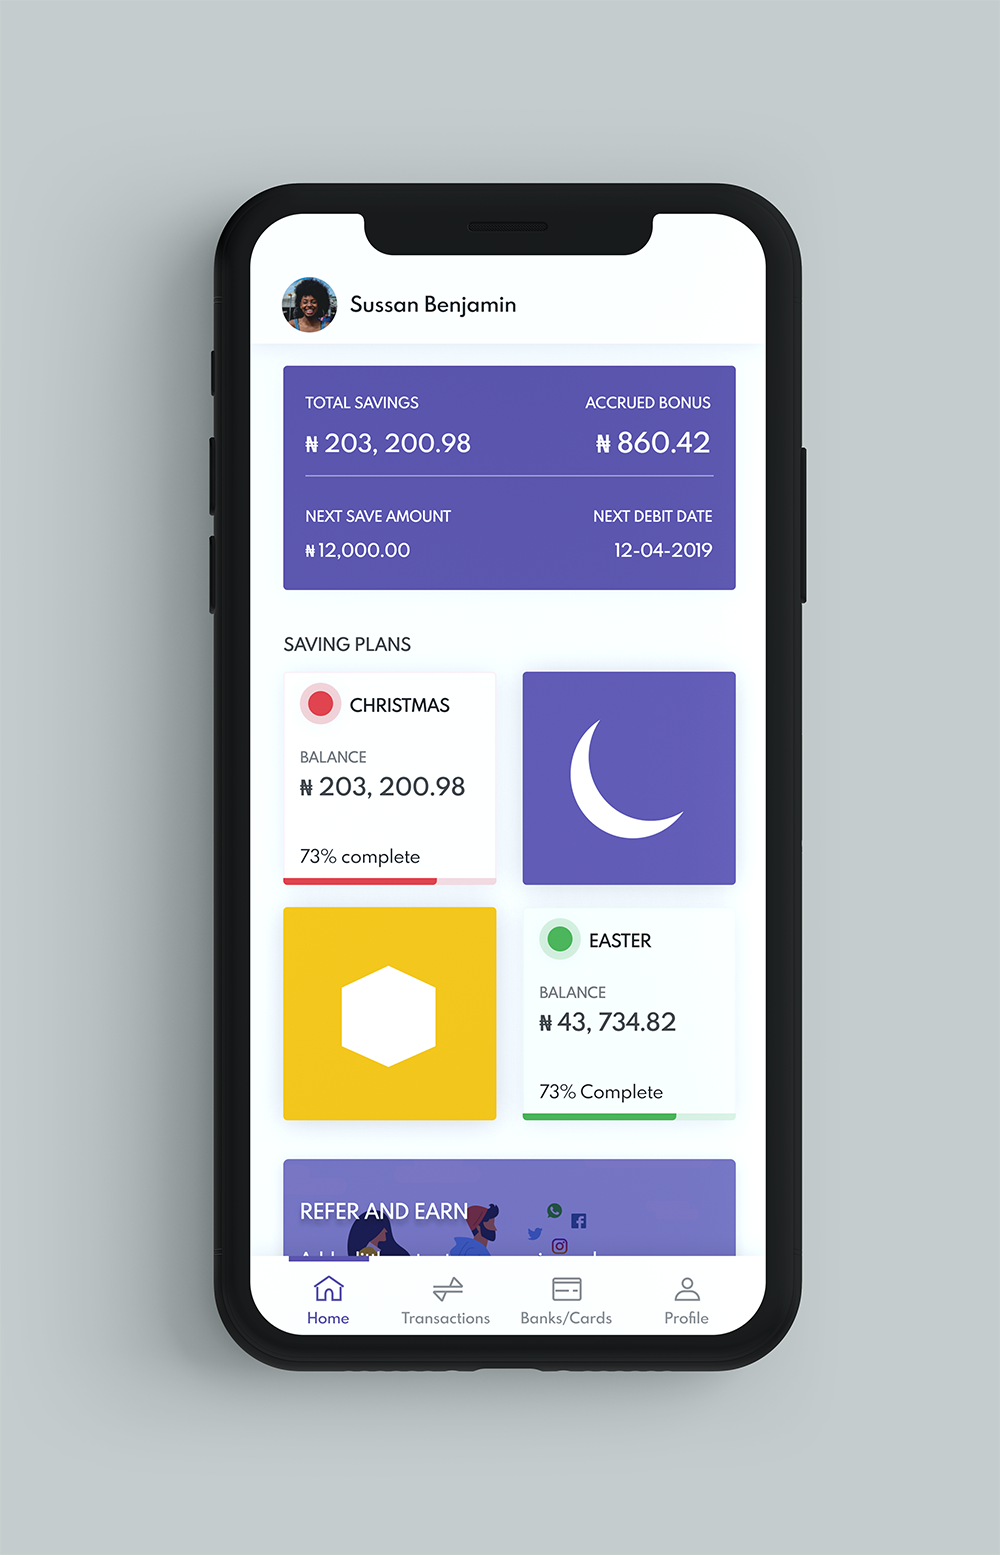 Sussan Benjamin
TOTAL SAVINGS
ACCRUED BONUS
₦ 203, 200.98
₦ 860.42
NEXT SAVE AMOUNT
NEXT DEBIT DATE
₦12,000.00
12-04-2019
SAVING PLANS
CHRISTMAS
BALANCE
₦ 203, 200.98
73% complete
EASTER
BALANCE
₦ 43, 734.82
73% Complete
REFER AND EARN
Home
Transactions
Banks/Cards
Profile